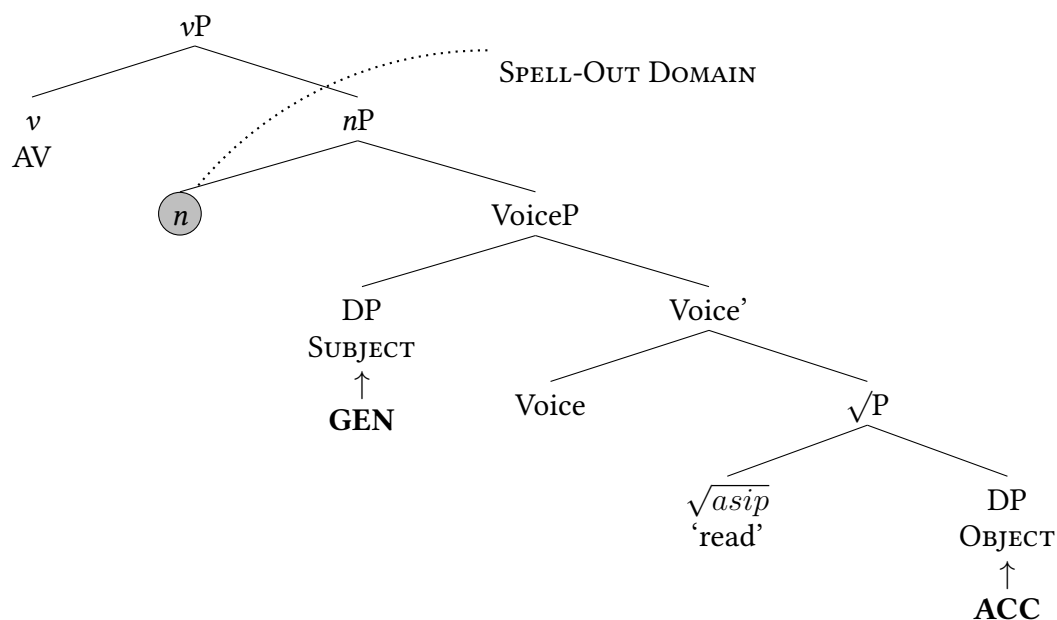 vP
SPELL-OUT DOMAIN
v
AV
nP
n
VoiceP
DP
SUBJECT
↑
GEN
Voice’
Voice
√P
√asip
‘read’
DP
OBJECT
↑
ACC